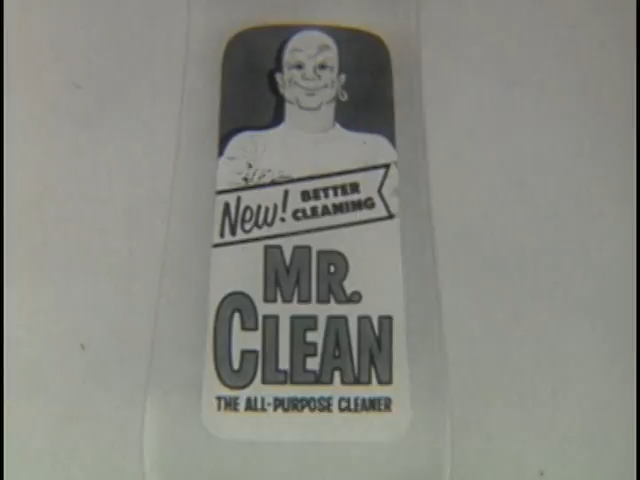 New! BETTER
CLEANING
MR.
CLEAN
THE ALL-PURPOSE CLEANER